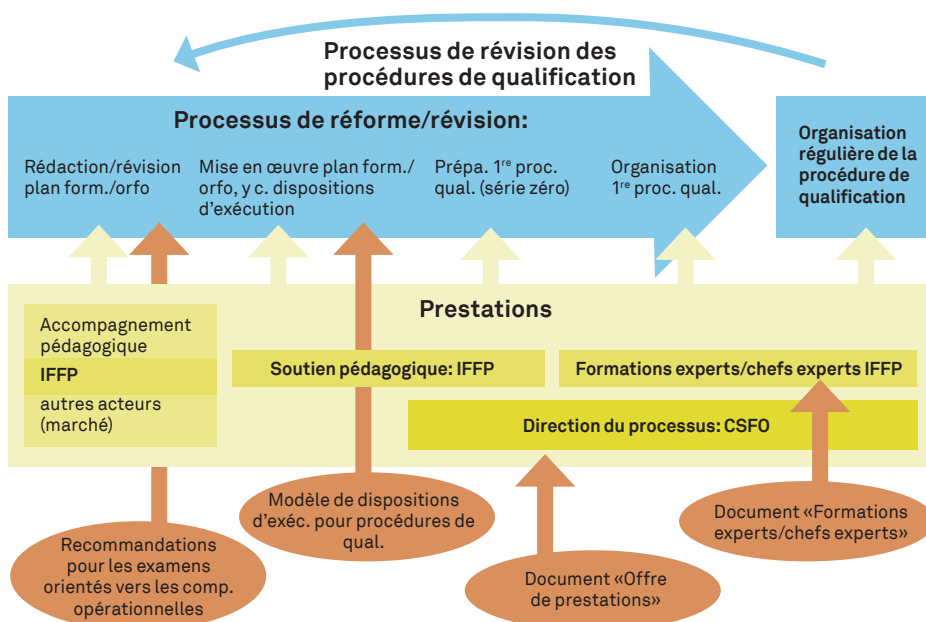 Processus de révision des
procédures de qualification
Processus de réforme/révision:
Rédaction/révision
plan form./orfo
Mise en œuvre plan form./
orfo, y c. dispositions
d'exécution
Prépa. 1re proc.
qual. (série zéro)
Organisation
1re proc. qual.
Organisation
régulière de la
procédure de
qualification
Prestations
Accompagnement
pédagogique
IFFP
autres acteurs
(marché)
Soutien pédagogique: IFFP
Formations experts/chefs experts IFFP
Direction du processus: CSFO
Recommandations
pour les examens
orientés vers les comp.
opérationnelles
Modèle de dispositions
d'exéc. pour procédures de
qual.
Document «Offre
de prestations»
Document «Formations
experts/chefs experts»